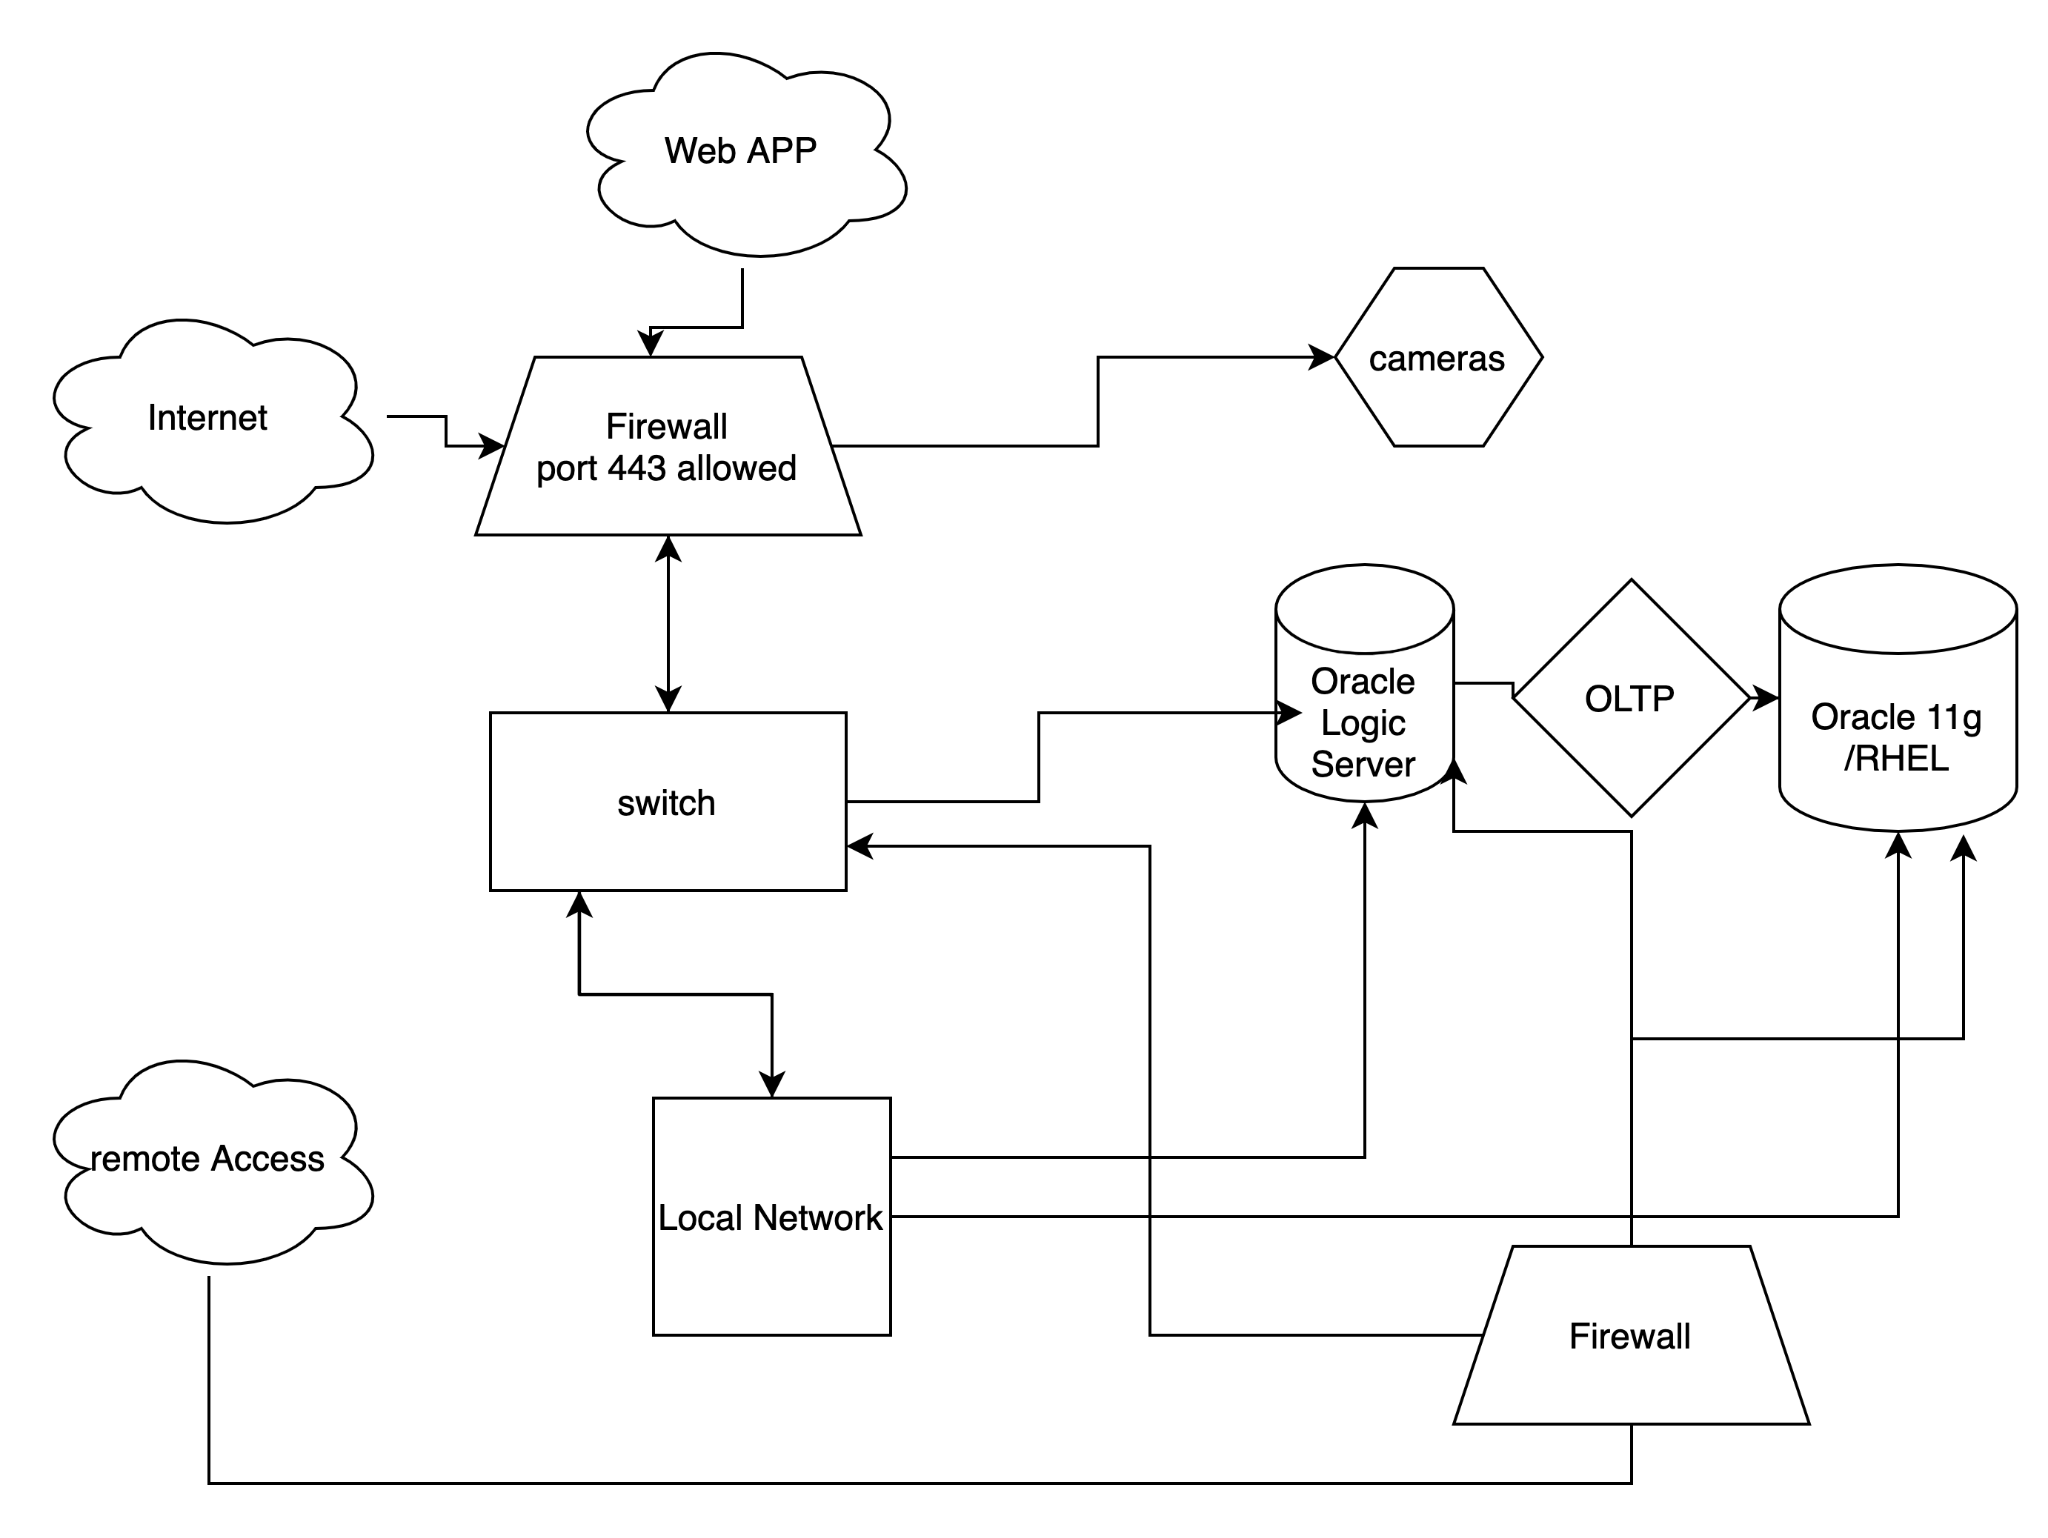 Web APP
Internet
Firewall
port 443 allowed
cameras
switch
Oracle
Logic
Server
OLTP
Oracle 11g
/RHEL
remote Access
Local Network
Firewall